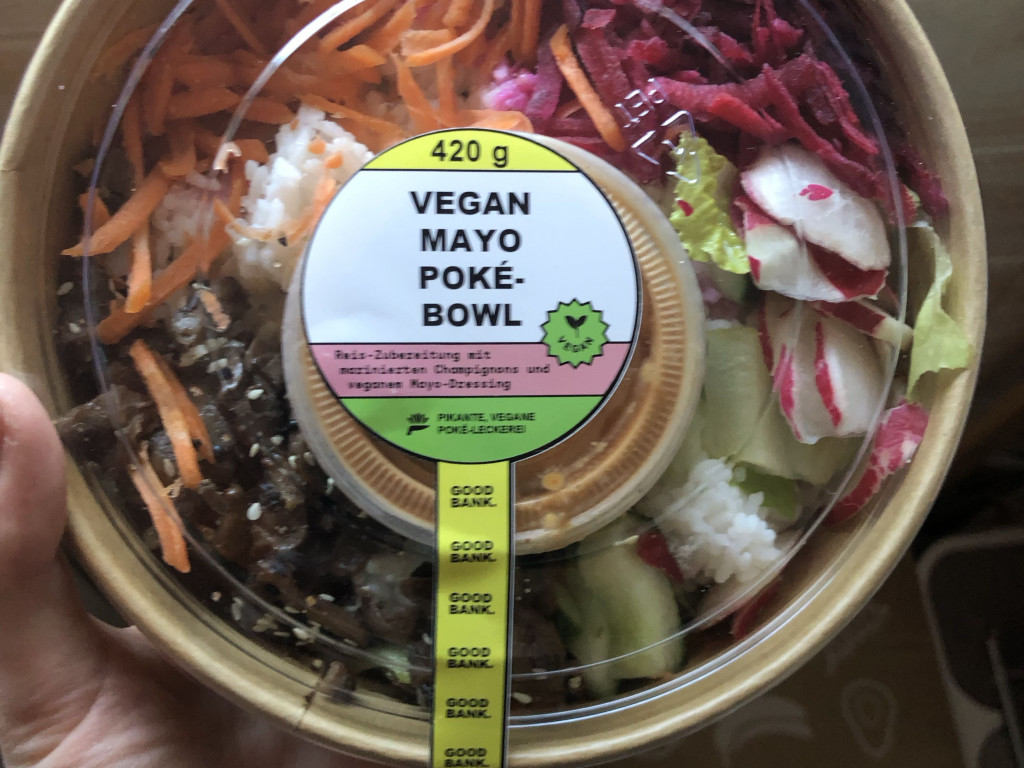 420 g
VEGAN
MAYO
POKÉ-
BOWL
VEGAN
Reis-Zubereitung mit
marinierten Champignons und
veganem Mayo-Dressing
PIKANTE, VEGANE
POKÉ-LECKEREI
GOOD
BANK.
GOOD
BANK.
GOOD
BANK.
GOOD
BANK.
GOOD
BANK.
GOOD
BANK.